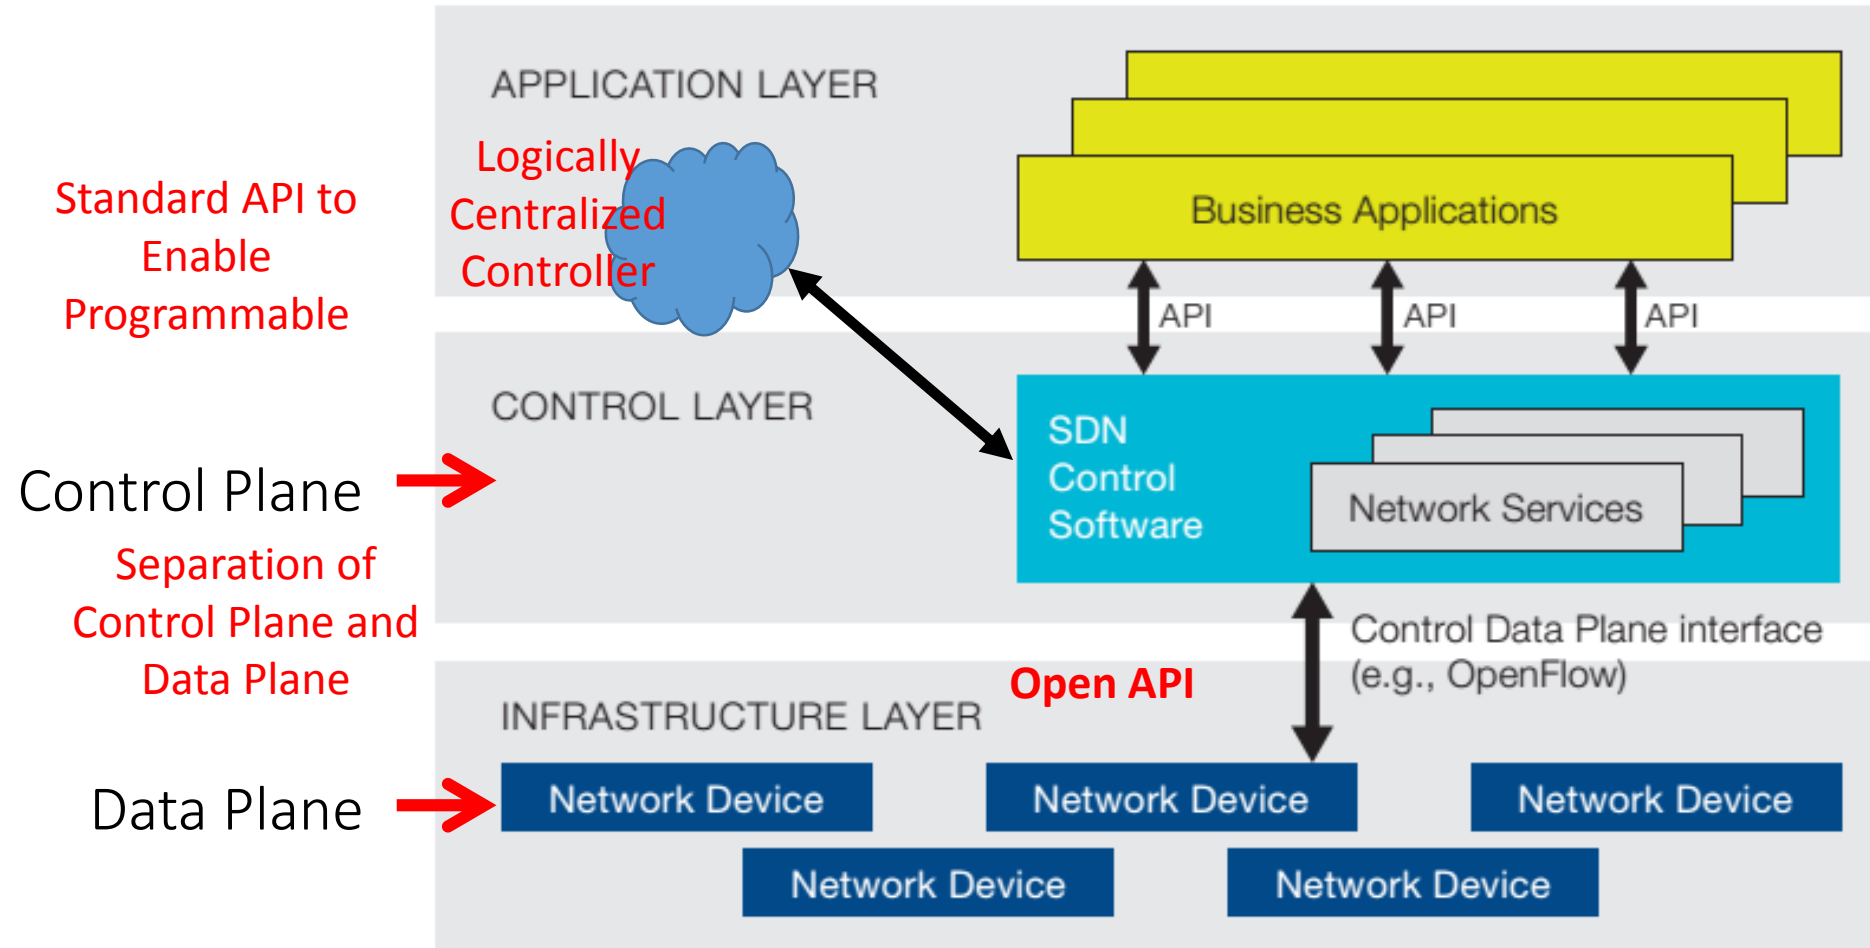 APPLICATION LAYER
Logically
Centralized
Controller
Standard API to
Enable
Programmable
Business Applications
API
API
API
CONTROL LAYER
Control Plane
SDN
Control
Software
Network Services
Separation of
Control Plane and
Data Plane
Control Data Plane interface
(e.g., OpenFlow)
Open API
INFRASTRUCTURE LAYER
Data Plane
Network Device
Network Device
Network Device
Network Device
Network Device